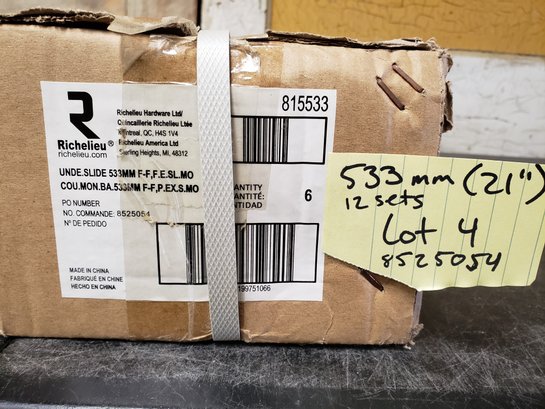 R
Richelieu®
richelieu.com
Richelieu Hardware Ltd/
Quincaillerie Richelieu Ltée
Montreal, QC, H4S 1V4
Richelieu America Ltd
Sterling Heights, MI, 48312
815533
UNDE.SLIDE 533MM F-F,F.E.SL.MO
COU.MON.BA.533MM F-F,P.EX.S.MO
PO NUMBER
NO. COMMANDE: 8525054
Nº DE PEDIDO
6
MADE IN CHINA
FABRIQUÉ EN CHINE
HECHO EN CHINA
199751066
533 mm (21")
12 sets
Lot 4
8525054